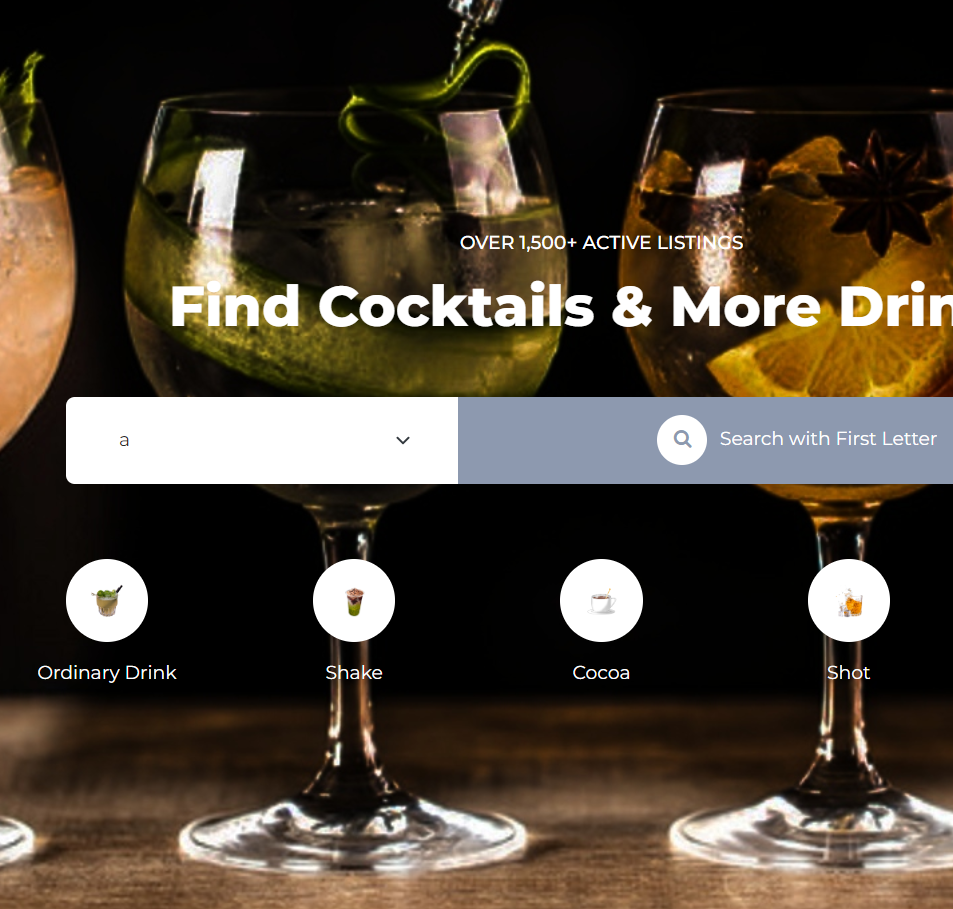 OVER 1,500+ ACTIVE LISTINGS
Find Cocktails & More Drin
a
Search with First Letter
Ordinary Drink
Shake
Cocoa
Shot